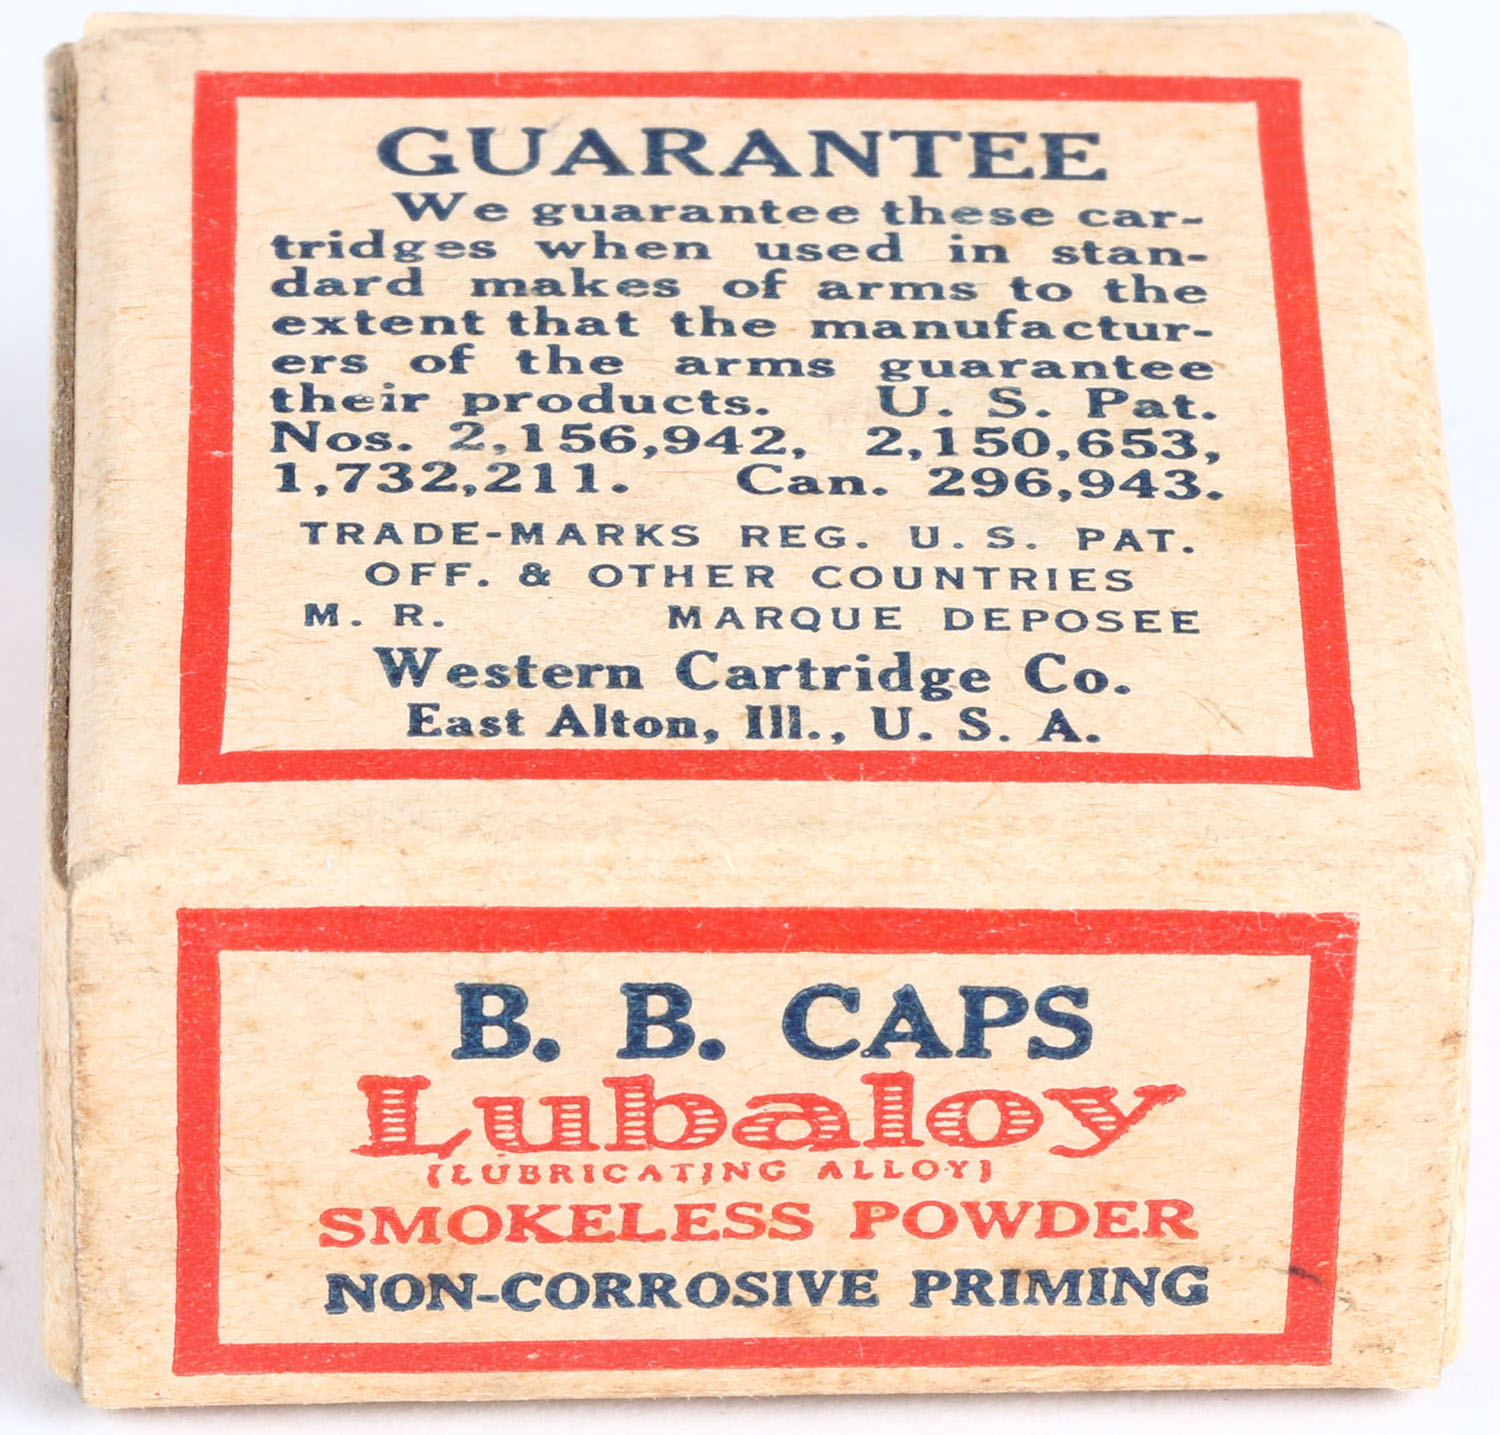 GUARANTEE
We guarantee these car-
tridges when used in stan-
dard makes of arms to the
extent that the manufactur-
ers of the arms guarantee
their products. U. S. Pat.
Nos. 2,156,942, 2,150,653,
1,732,211. Can. 296,943.
TRADE-MARKS REG. U. S. PAT.
OFF. & OTHER COUNTRIES
M. R. MARQUE DEPOSEE
Western Cartridge Co.
East Alton, Ill., U. S. A.
B. B. CAPS
Lubaloy
(LUBRICATING ALLOY)
SMOKELESS POWDER
NON-CORROSIVE PRIMING